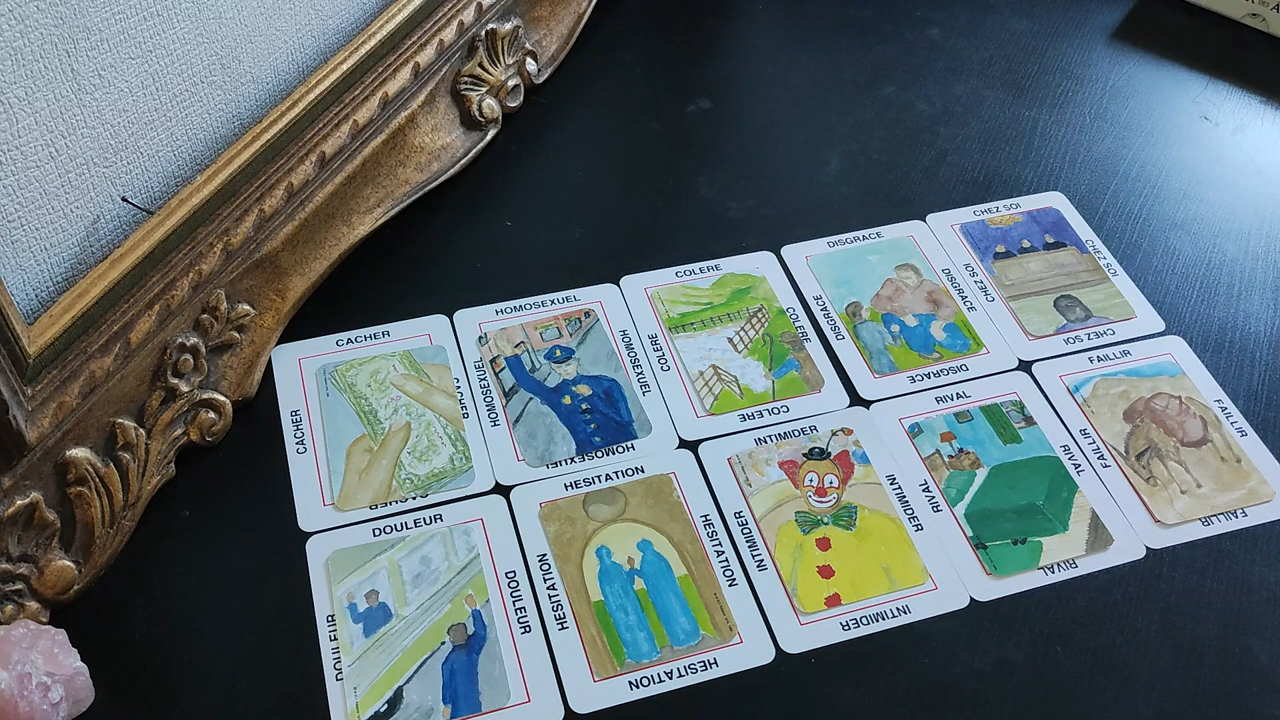 CACHER
CACHER
CACHER
CACHER
HOMOSEXUEL
HOMOSEXUEL
HOMOSEXUEL
HOMOSEXUEL
COLERE
COLERE
COLERE
COLERE
DISGRACE
DISGRACE
DISGRACE
DISGRACE
CHEZ SOI
CHEZ SOI
CHEZ SOI
CHEZ SOI
DOULEUR
DOULEUR
DOULEUR
HESITATION
HESITATION
HESITATION
HESITATION
INTIMIDER
INTIMIDER
INTIMIDER
INTIMIDER
RIVAL
RIVAL
RIVAL
RIVAL
FAILLIR
FAILLIR
FAILLIR
FAILLIR